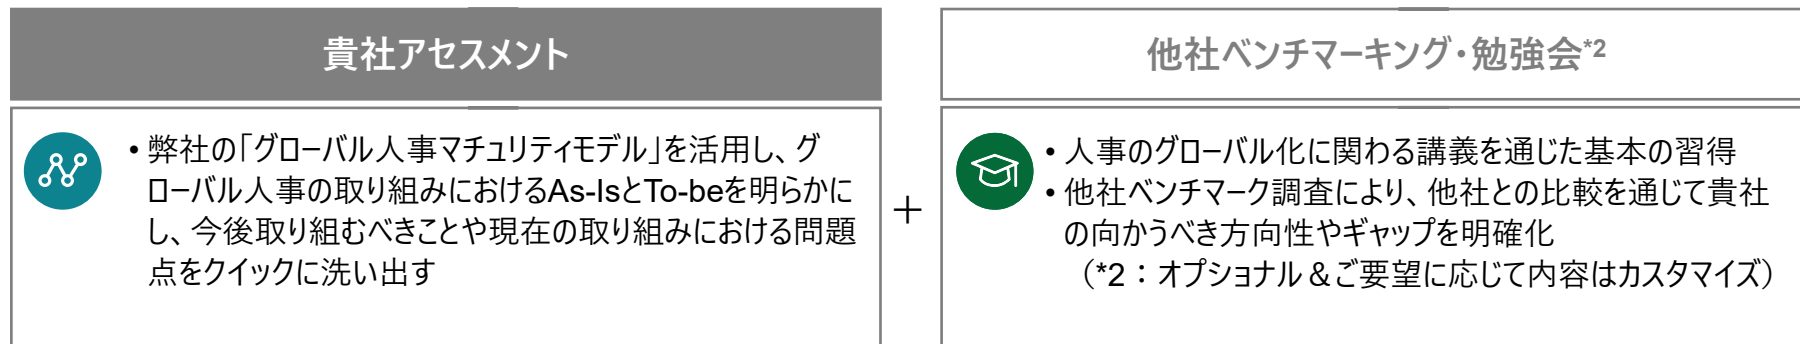 貴社アセスメント
• 弊社の「グローバル人事マチュリティモデル」を活用し、グ
ローバル人事の取り組みにおけるAs-IsとTo-beを明らかに
し、今後取り組むべきことや現在の取り組みにおける問題
点をクイックに洗い出す
+
他社ベンチマーキング・勉強会*2
• 人事のグローバル化に関わる講義を通じた基本の習得
• 他社ベンチマーク調査により、他社との比較を通じて貴社
の向かうべき方向性やギャップを明確化
（*2：オプショナル＆ご要望に応じて内容はカスタマイズ）